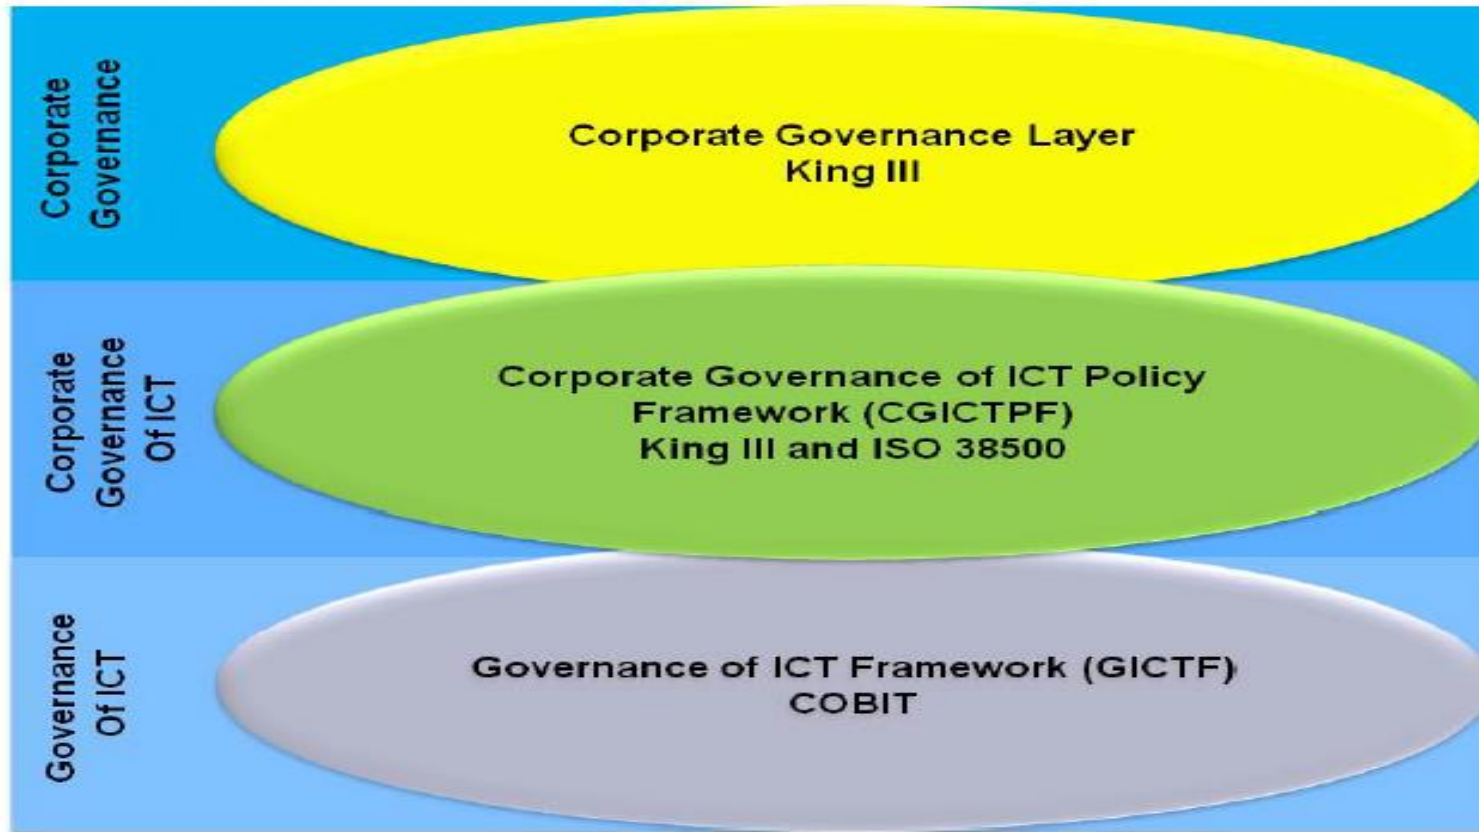 Corporate
Governance
Corporate Governance Layer
King III
Corporate
Governance
Of ICT
Corporate Governance of ICT Policy
Framework (CGICTPF)
King III and ISO 38500
Governance
Of ICT
Governance of ICT Framework (GICTF)
COBIT